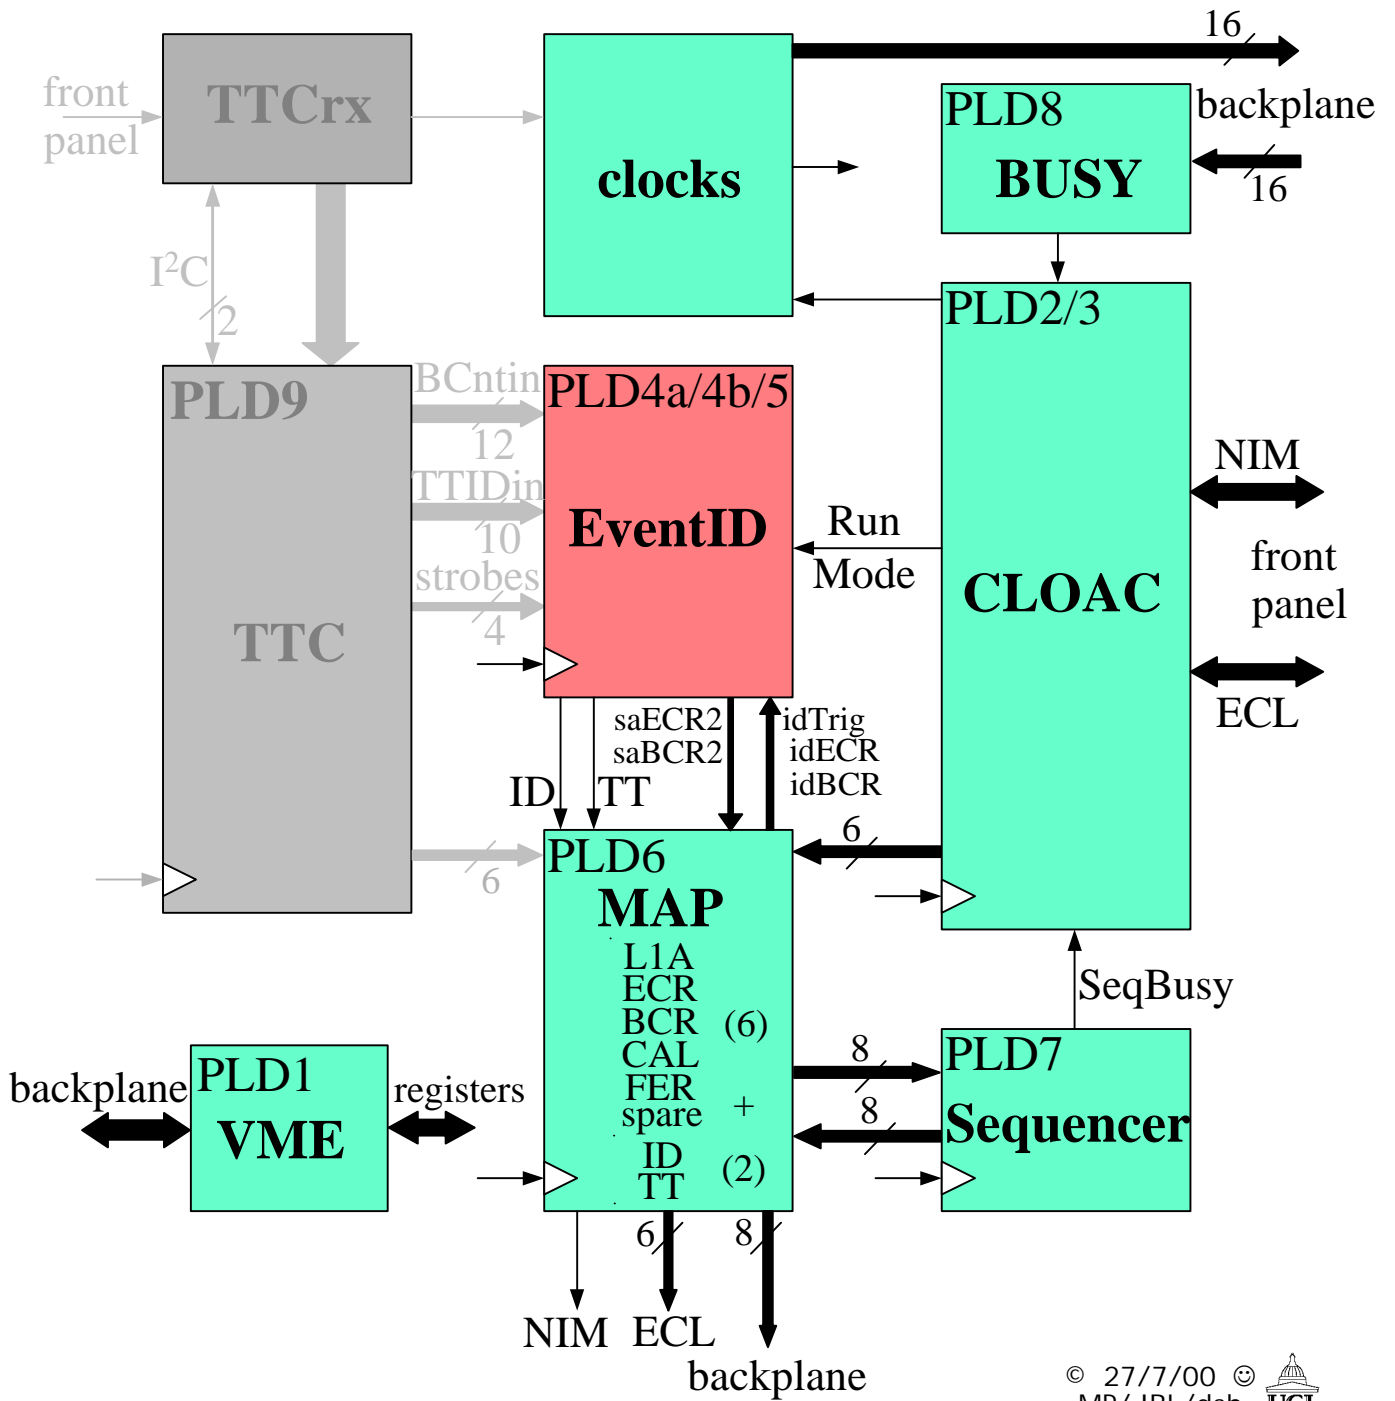 16
front
panel
TTCrx
clocks
PLD8
BUSY
backplane
16
I²C
2
PLD2/3
CLOAC
PLD9
TTC
BCntin
12
TTIDin
10
strobes
4
PLD4a/4b/5
EventID
Run
Mode
NIM
front
panel
ECL
saECR2
saBCR2
idTrig
idECR
idBCR
ID
TT
6
6
PLD6
MAP
L1A
ECR
BCR (6)
CAL
FER
spare +
ID
TT (2)
SeqBusy
8
8
PLD7
Sequencer
backplane
PLD1
VME
registers
6
8
NIM
ECL
backplane
© 27/7/00 ☺